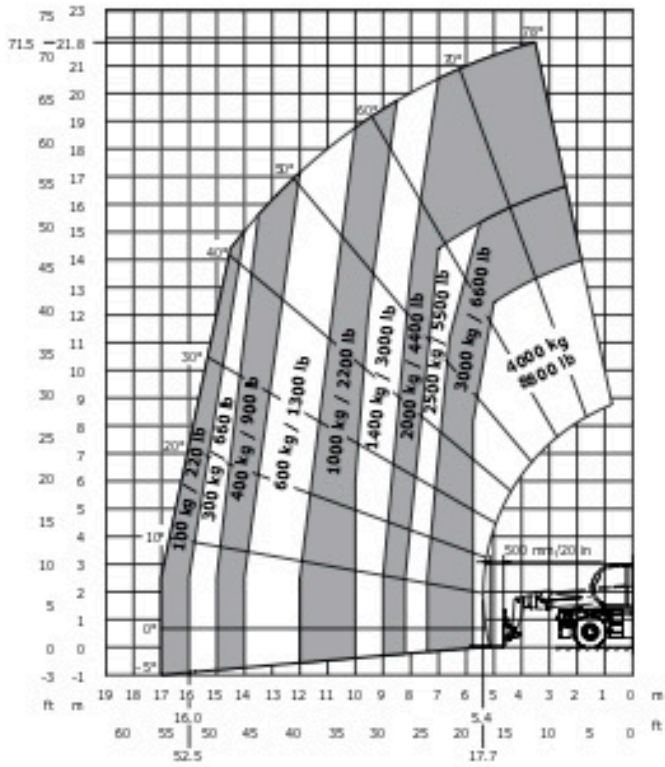 75 23
71.5 21.8 78°
22
70 21 70°
65 20
19 60°
60 18
55 17 50°
16
50 15
45 14 40°
13
40 12
35 11 30°
10
30 9
25 8
20° 7
20 6
15 5
4 10°
10 3
2
5 1
0°
0 0
-3 -1 -5°
ft m
100 kg / 220 lb
300 kg / 660 lb
400 kg / 900 lb
600 kg / 1300 lb
1000 kg / 2200 lb
1400 kg / 3000 lb
2000 kg / 4400 lb
2500 kg / 5500 lb
3000 kg / 6600 lb
4000 kg
8800 lb
500 mm/20 in
19 18 17 16 15 14 13 12 11 10 9 8 7 6 5 4 3 2 1 0 m
16.0 5.4
60 55 50 45 40 35 30 25 20 15 10 5 0 ft
52.5 17.7